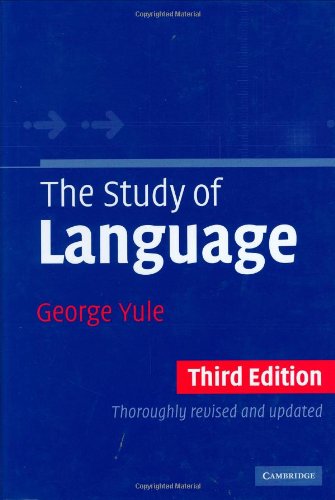 The Study of
Language
George Yule
Third Edition
Thoroughly revised and updated
CAMBRIDGE